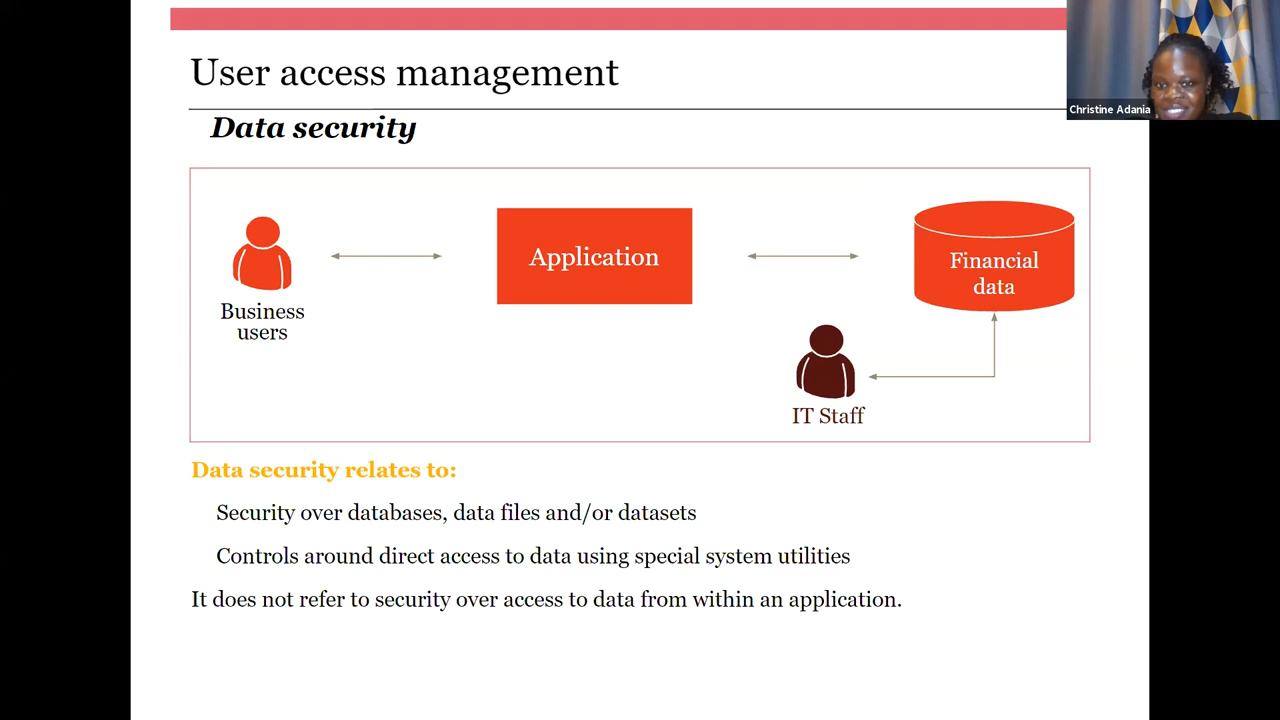 User access management
Christine Adania
Data security
Business
users
Application
Financial
data
IT Staff
Data security relates to:
Security over databases, data files and/or datasets
Controls around direct access to data using special system utilities
It does not refer to security over access to data from within an application.